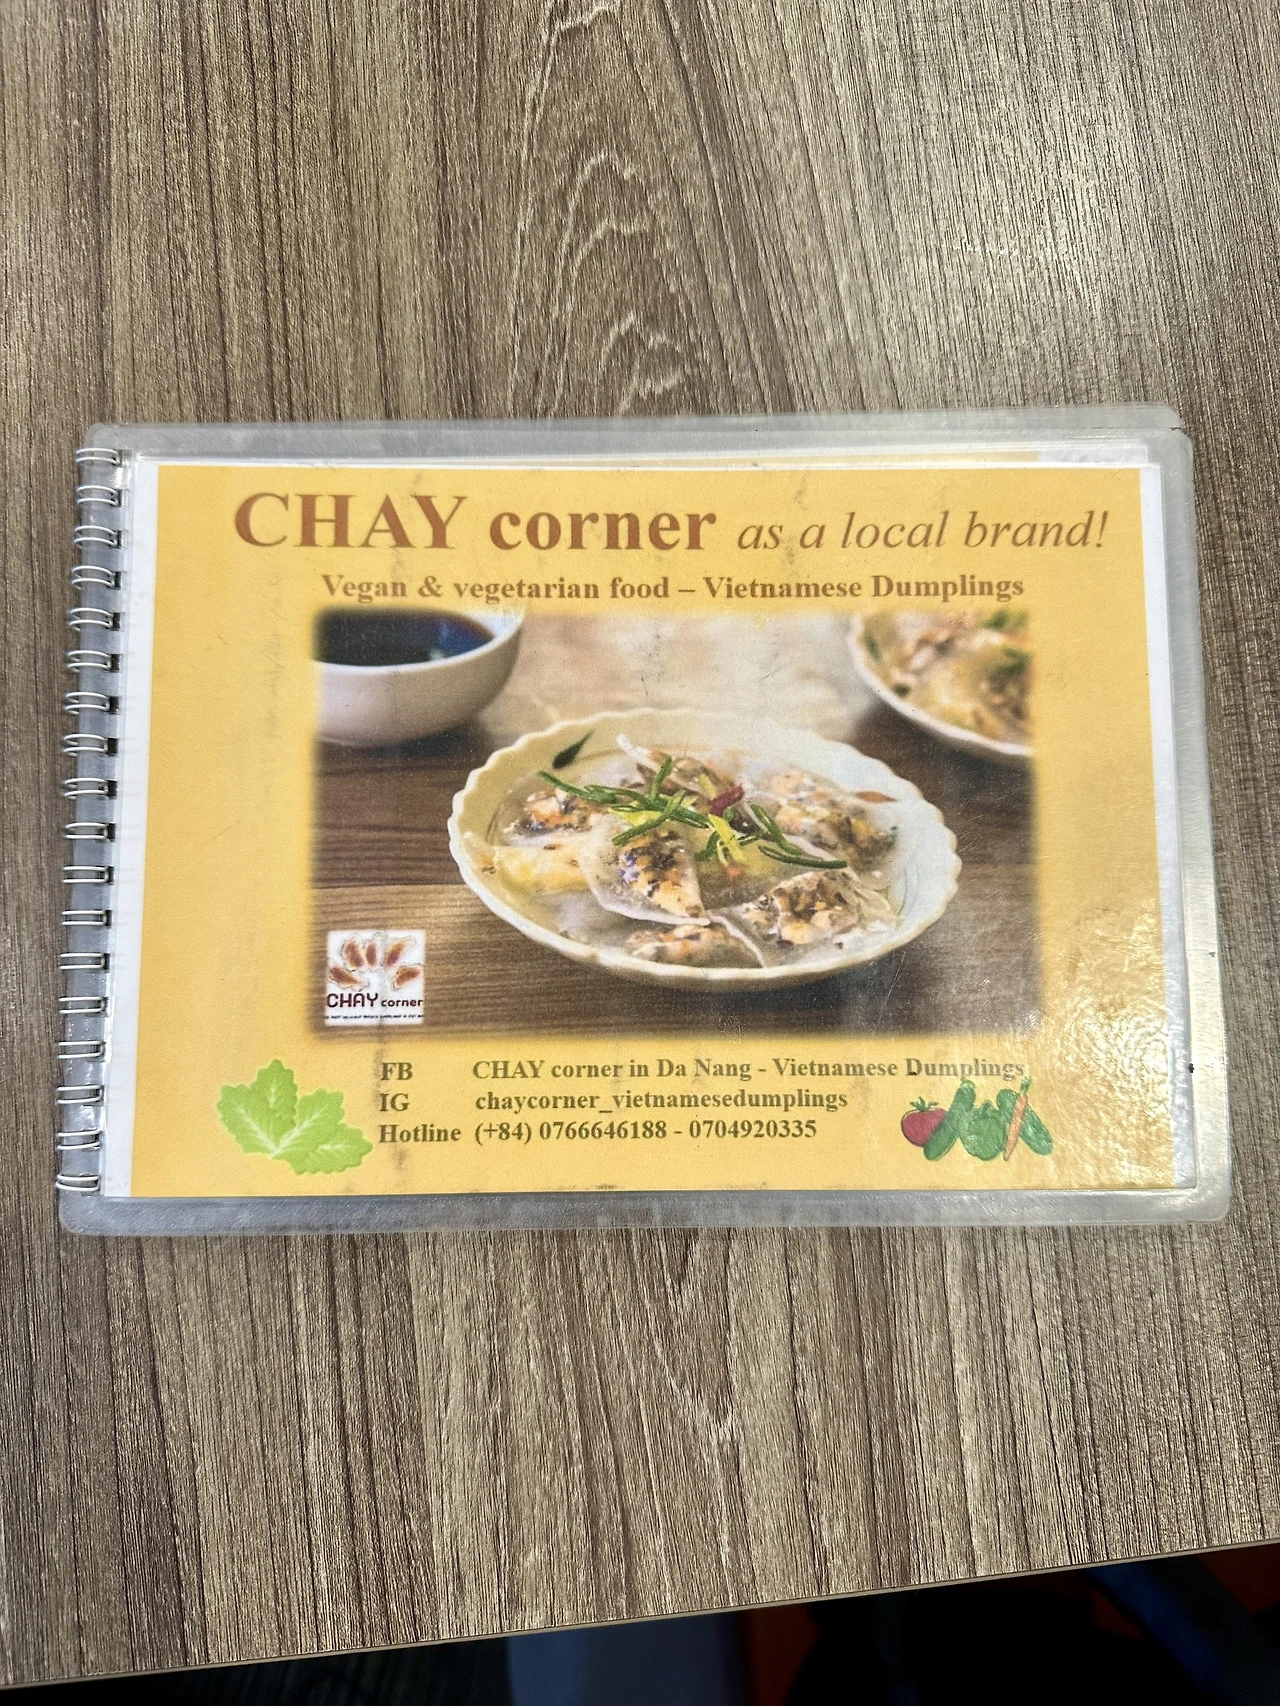 CHAY corner as a local brand!
Vegan & vegetarian food – Vietnamese Dumplings
CHAY corner
FB CHAY corner in Da Nang - Vietnamese Dumplings
IG chaycorner_vietnamesedumplings
Hotline (+84) 0766646188 - 0704920335